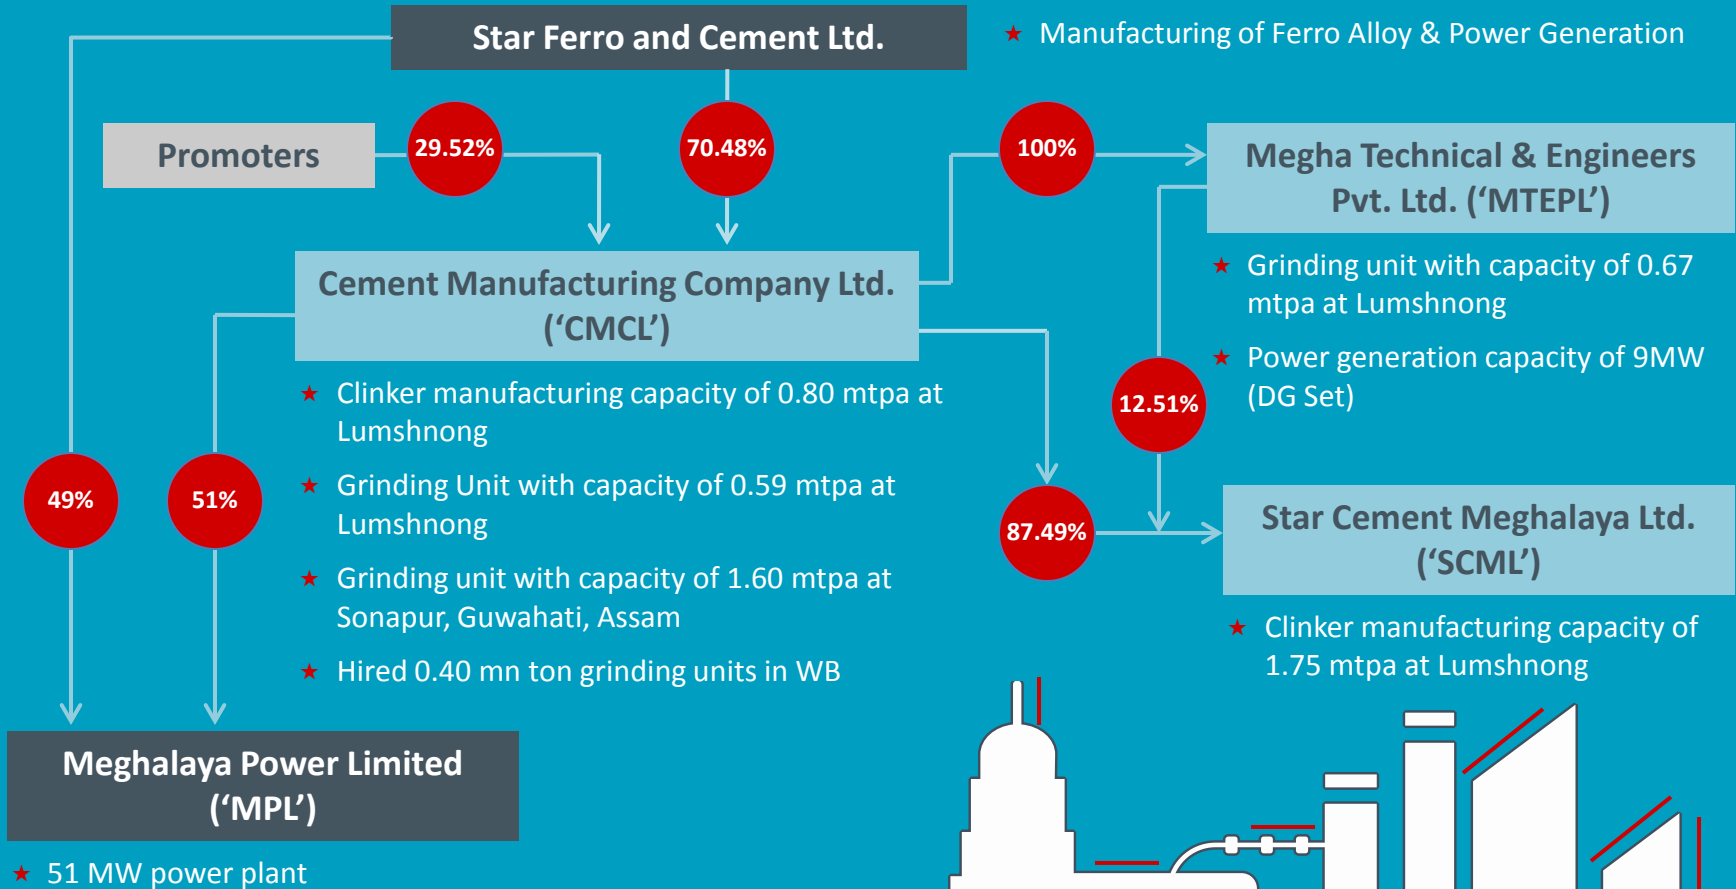 Star Ferro and Cement Ltd.
Manufacturing of Ferro Alloy & Power Generation
Promoters
29.52%
70.48%
100%
Megha Technical & Engineers
Pvt. Ltd. (‘MTEPL’)
Grinding unit with capacity of 0.67
mtpa at Lumshnong
Power generation capacity of 9MW
(DG Set)
Cement Manufacturing Company Ltd.
(‘CMCL’)
Clinker manufacturing capacity of 0.80 mtpa at
Lumshnong
Grinding Unit with capacity of 0.59 mtpa at
Lumshnong
Grinding unit with capacity of 1.60 mtpa at
Sonapur, Guwahati, Assam
Hired 0.40 mn ton grinding units in WB
12.51%
49%
51%
87.49%
Star Cement Meghalaya Ltd.
(‘SCML’)
Clinker manufacturing capacity of
1.75 mtpa at Lumshnong
Meghalaya Power Limited
(‘MPL’)
51 MW power plant